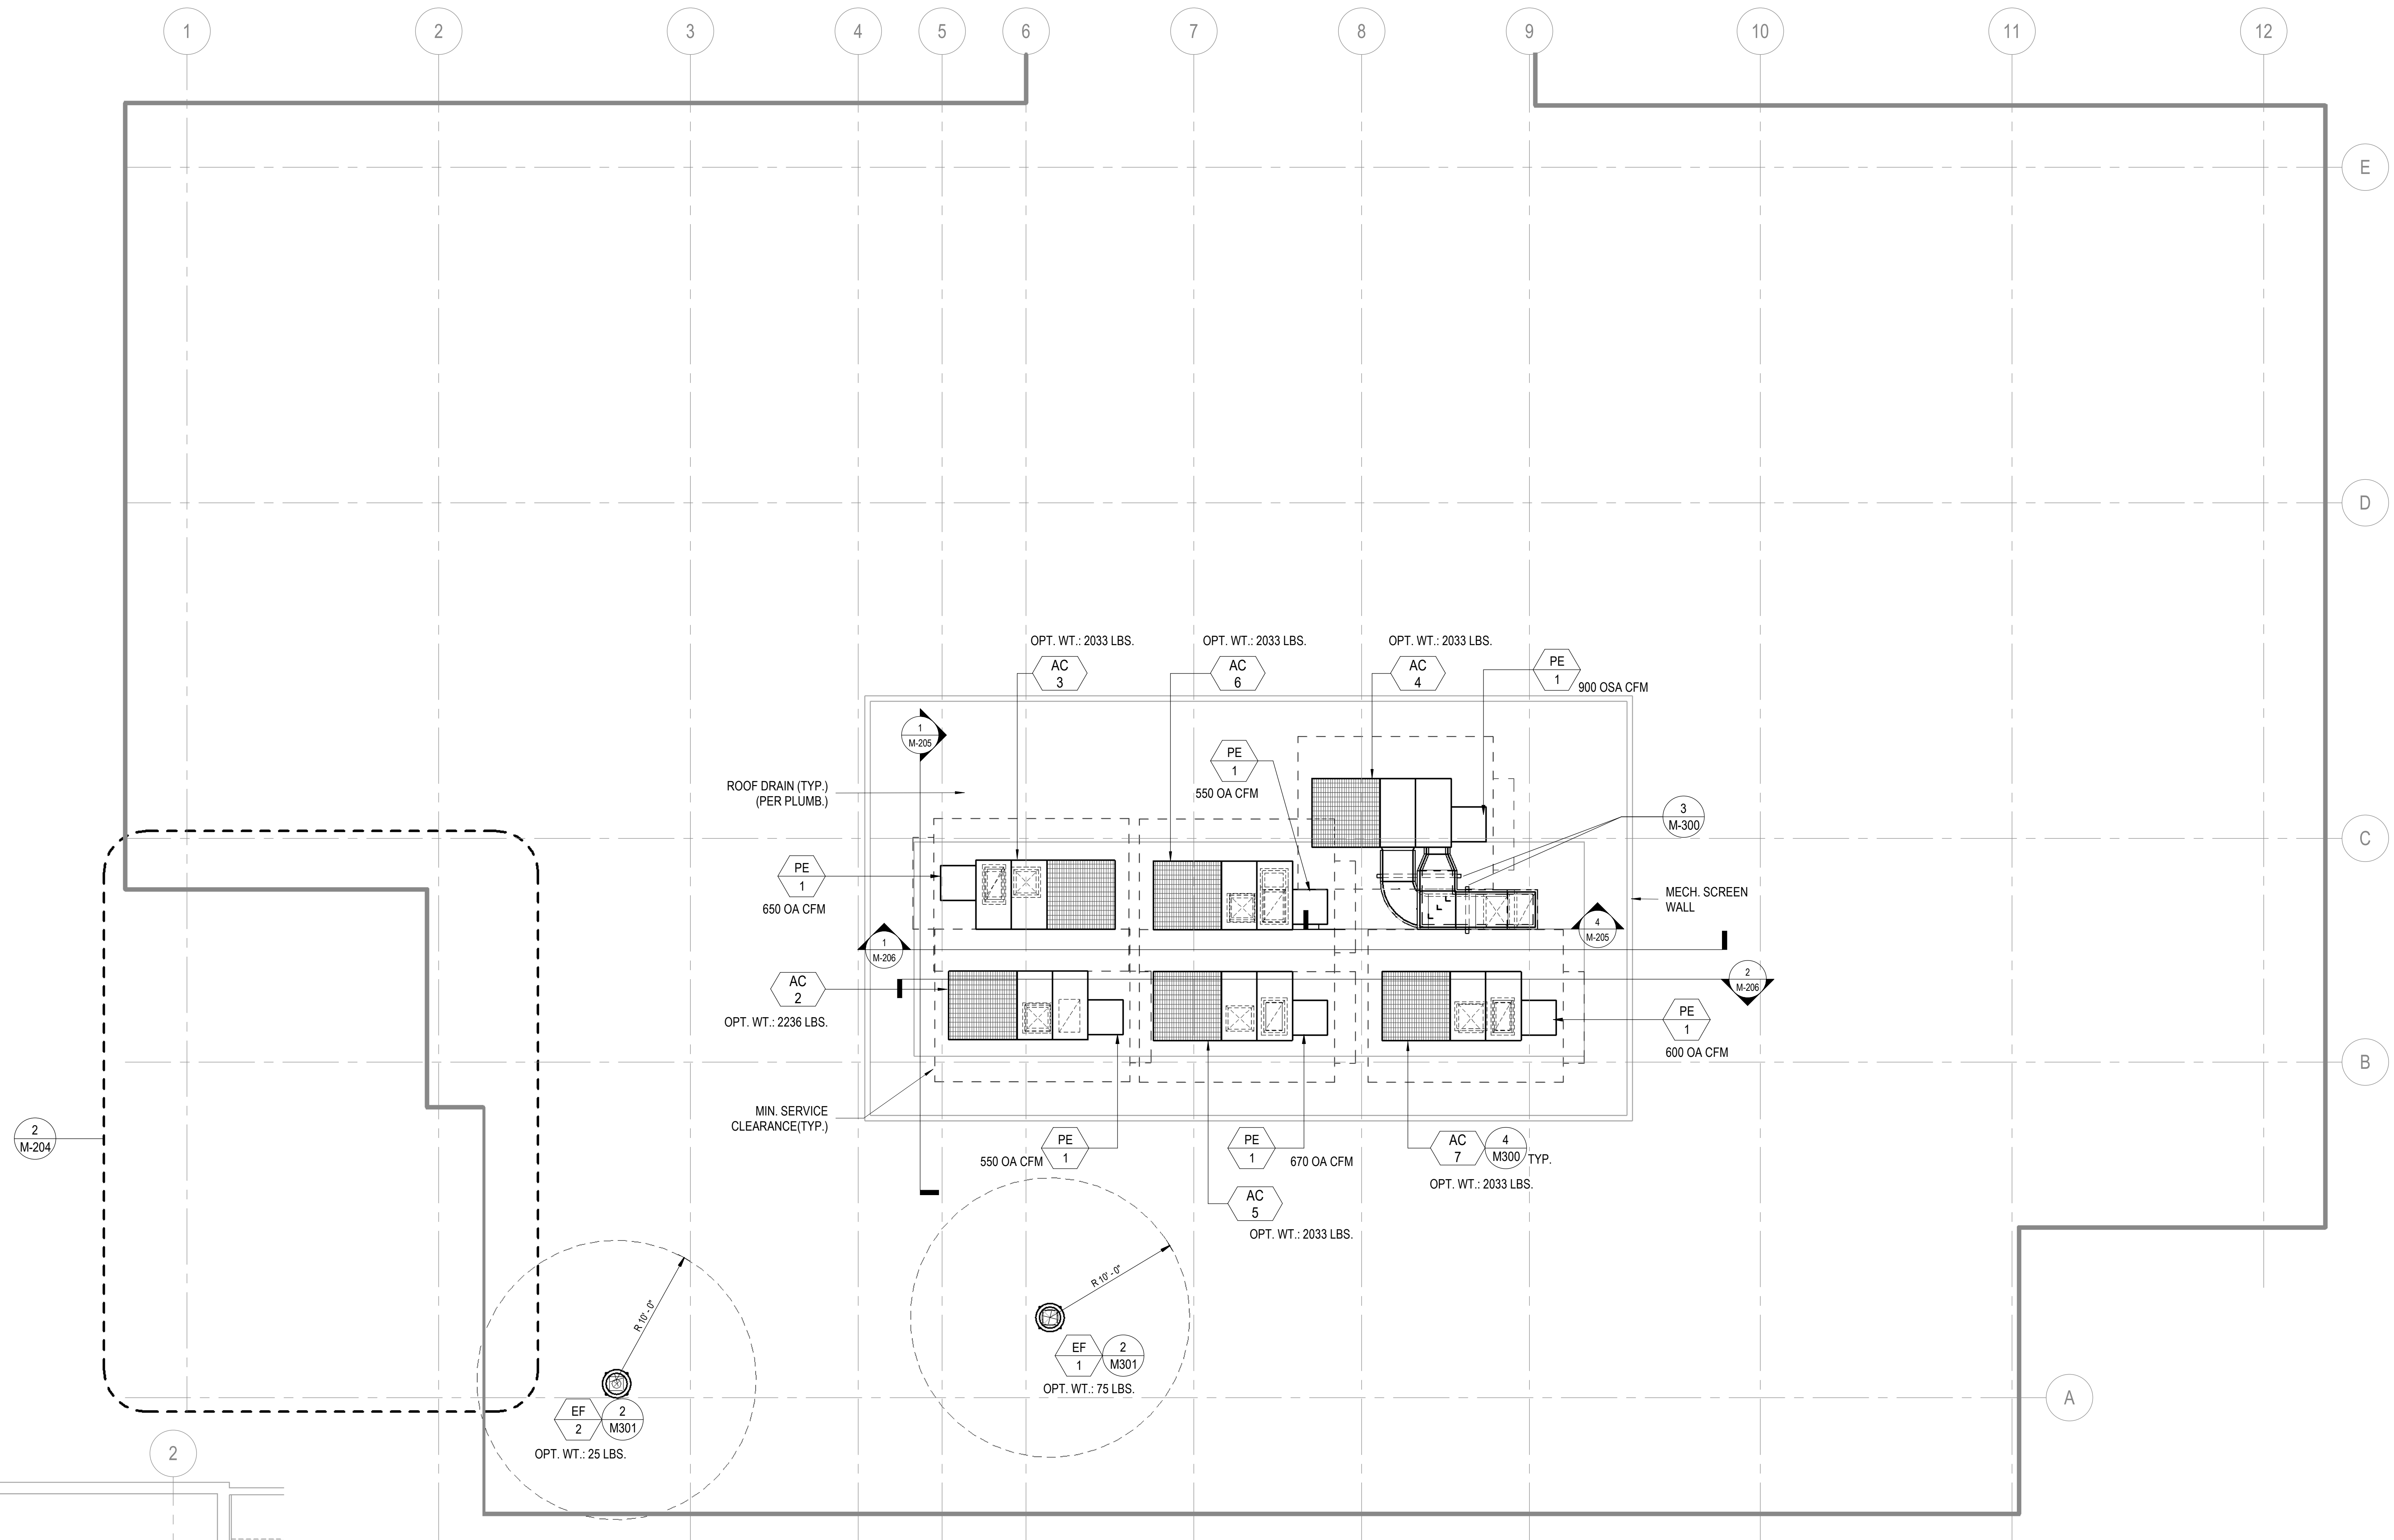 1 2 3 4 5 6 7 8 9 10 11 12
E
D
OPT. WT.: 2033 LBS.
AC
3
OPT. WT.: 2033 LBS.
AC
6
OPT. WT.: 2033 LBS.
AC
4
PE
1
900 OSA CFM
1
M-205
PE
1
550 OA CFM
ROOF DRAIN (TYP.)
(PER PLUMB.)
3
M-300
C
PE
1
650 OA CFM
MECH. SCREEN
WALL
1
M-206
4
M-205
AC
2
OPT. WT.: 2236 LBS.
2
M-206
PE
1
600 OA CFM
B
MIN. SERVICE
CLEARANCE(TYP.)
2
M-204
550 OA CFM
PE
1
PE
1
670 OA CFM
AC
7
4
M300
TYP.
OPT. WT.: 2033 LBS.
AC
5
OPT. WT.: 2033 LBS.
R 10' - 0"
R 10' - 0"
EF
1
2
M301
OPT. WT.: 75 LBS.
A
EF
2
2
M301
OPT. WT.: 25 LBS.
2